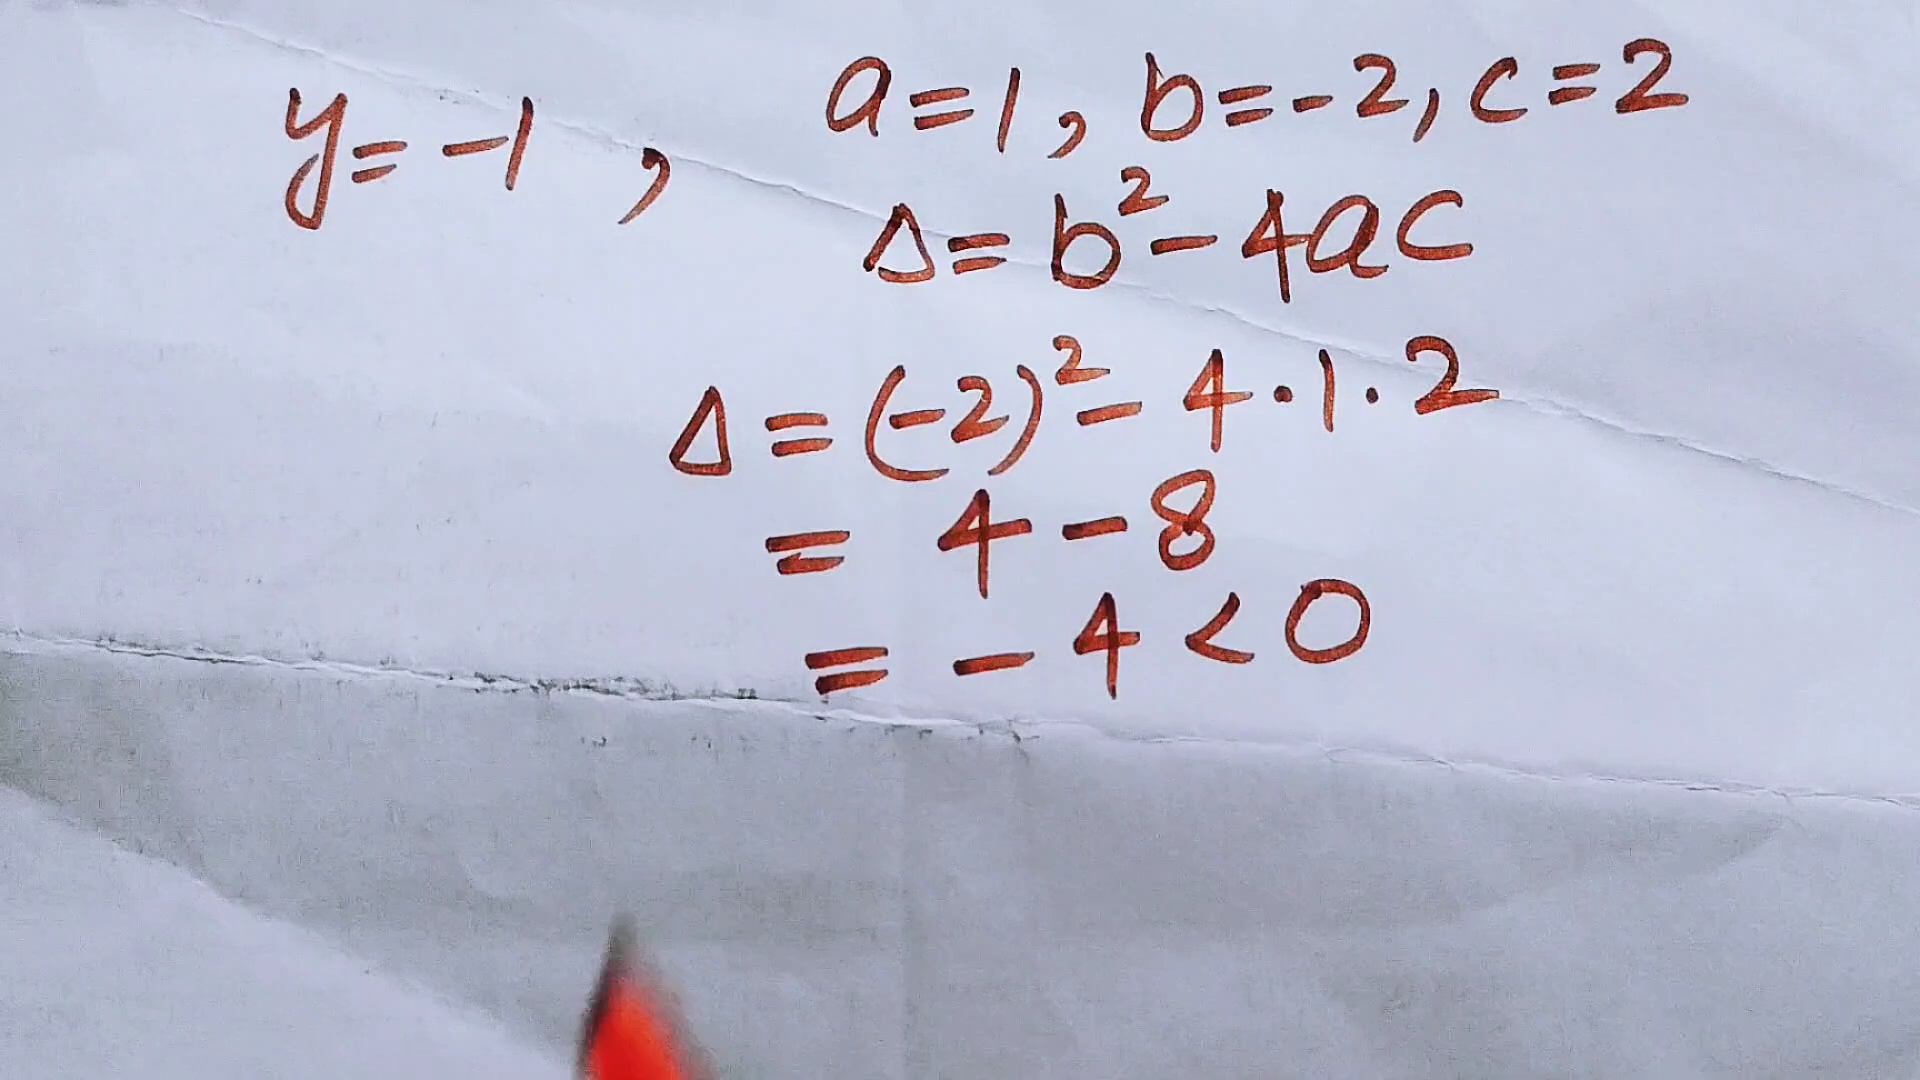 y = -1 , a = 1 , b = -2 , c = 2
Δ = b² - 4ac
Δ = (-2)² - 4 · 1 · 2
= 4 - 8
= - 4 < 0